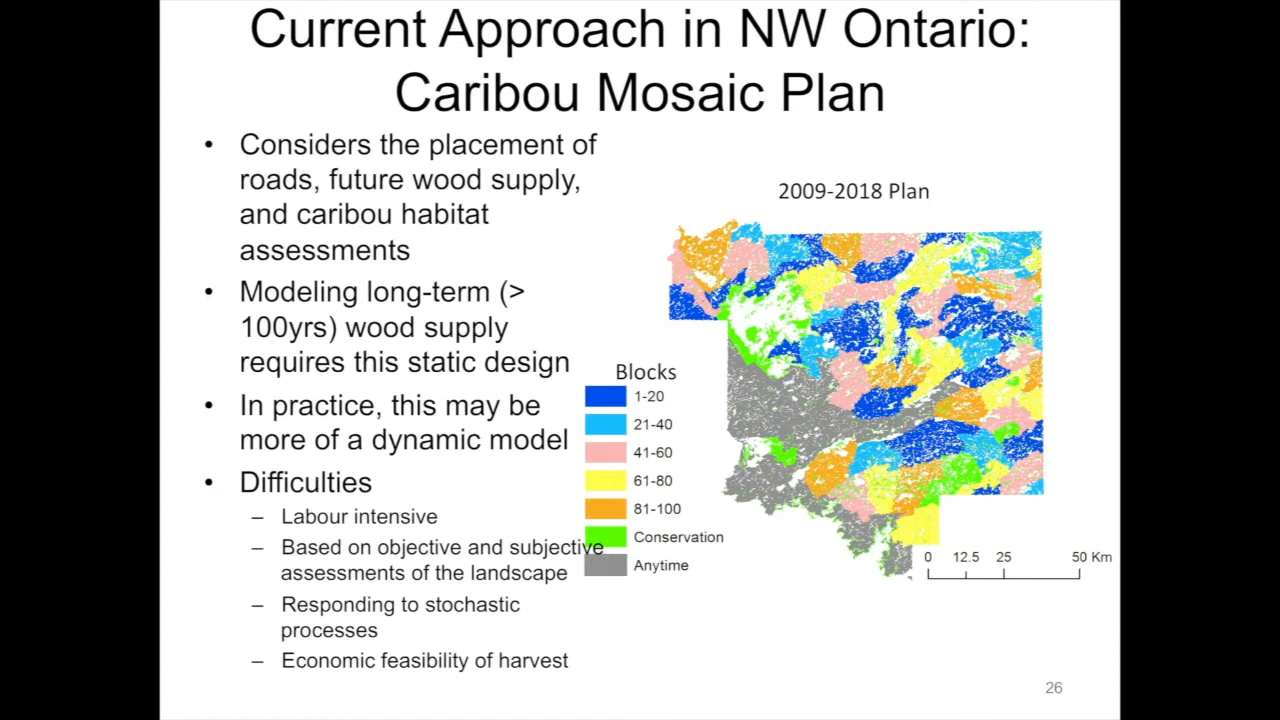 Current Approach in NW Ontario:
Caribou Mosaic Plan
• Considers the placement of
roads, future wood supply,
and caribou habitat
assessments
• Modeling long-term (>
100yrs) wood supply
requires this static design
• In practice, this may be
more of a dynamic model
• Difficulties
– Labour intensive
– Based on objective and subjective
assessments of the landscape
– Responding to stochastic
processes
– Economic feasibility of harvest
2009-2018 Plan
Blocks
1-20
21-40
41-60
61-80
81-100
Conservation
Anytime
0 12.5 25 50 Km
26